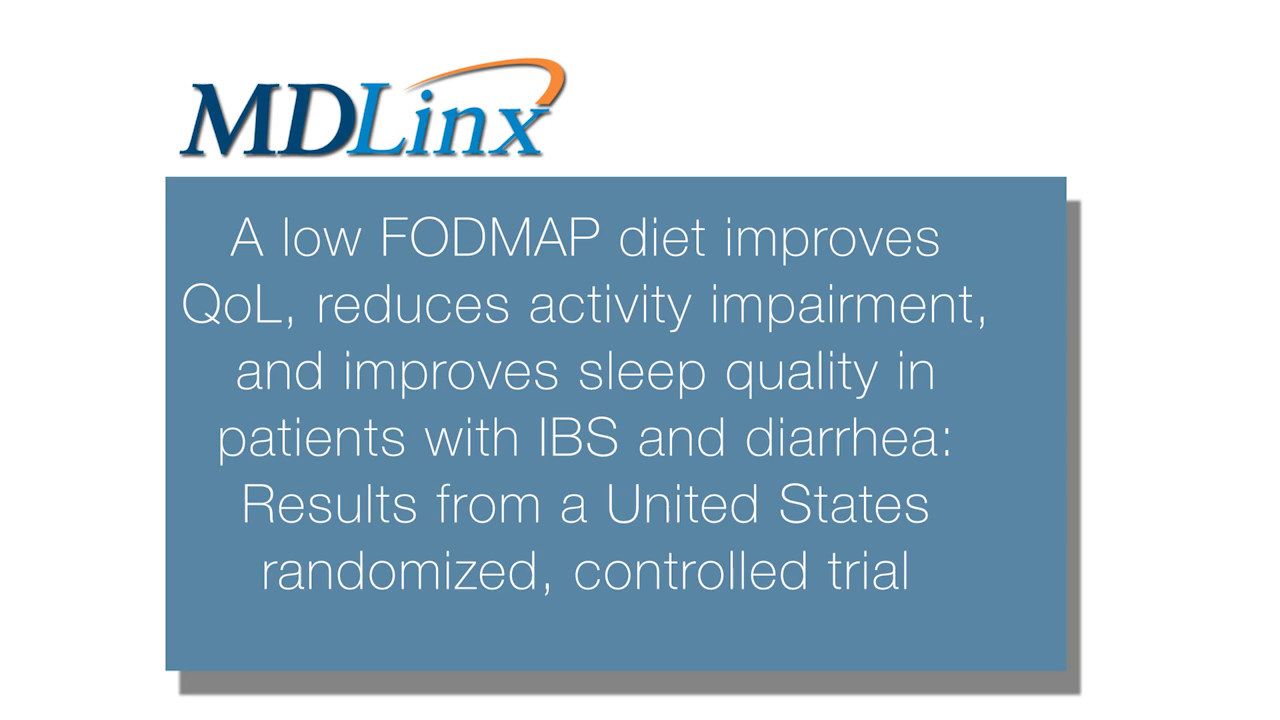 MDLinx
A low FODMAP diet improves
QoL, reduces activity impairment,
and improves sleep quality in
patients with IBS and diarrhea:
Results from a United States
randomized, controlled trial